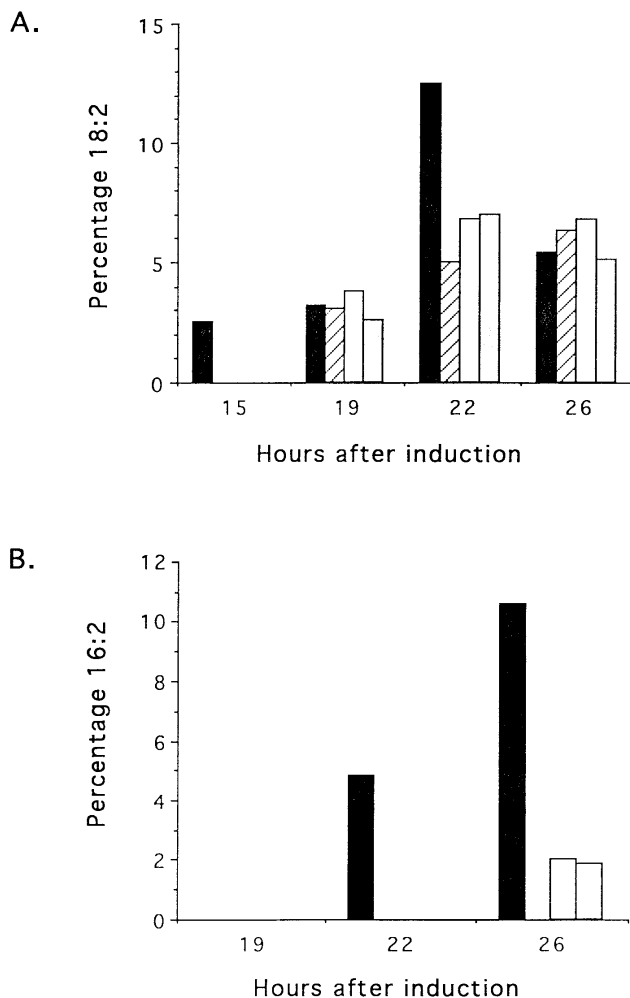 A.
15
10
5
0
Percentage 18:2
15 19 22 26
Hours after induction
B.
12
10
8
6
4
2
0
Percentage 16:2
19 22 26
Hours after induction